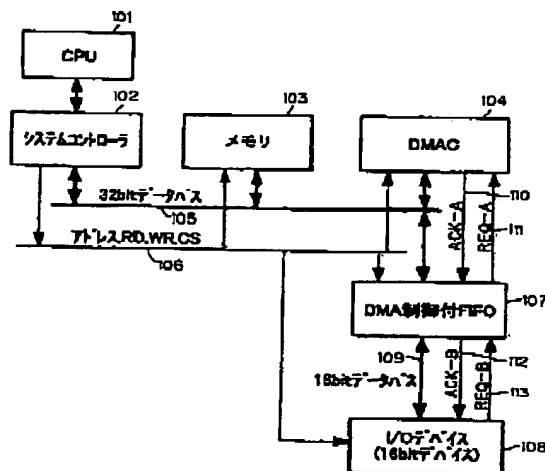 101
CPU
102
システムコントローラ
103
メモリ
104
DMAC
32bitデータバス
105
アドレス,RD,WR,CS
106
ACK-A
110
REQ-A
111
DMA制御付FIFO
107
109
16bitデータバス
ACK-B
112
REQ-B
113
I/Oデバイス
(16bitデバイス)
108